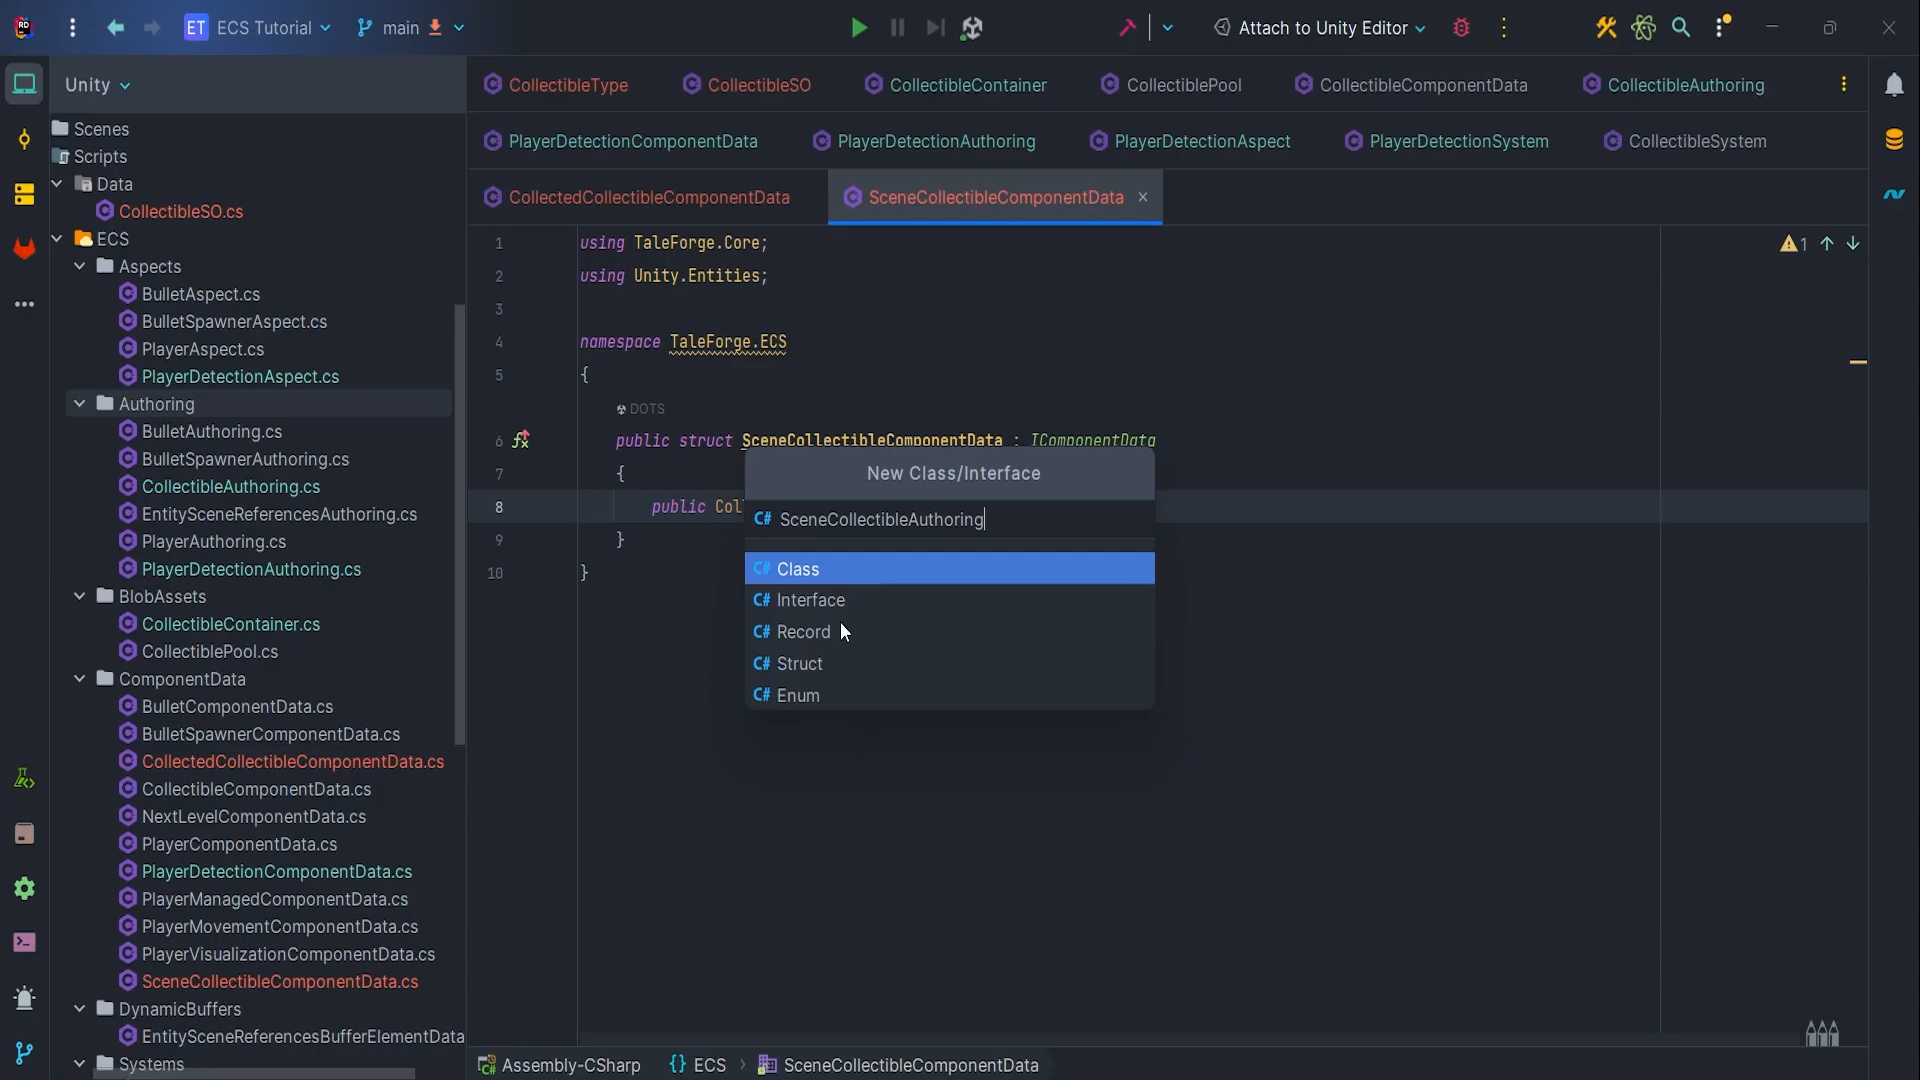 ET ECS Tutorial main Attach to Unity Editor
Unity
Scenes
Scripts
Data
CollectibleSO.cs
ECS
Aspects
BulletAspect.cs
BulletSpawnerAspect.cs
PlayerAspect.cs
PlayerDetectionAspect.cs
Authoring
BulletAuthoring.cs
BulletSpawnerAuthoring.cs
CollectibleAuthoring.cs
EntitySceneReferencesAuthoring.cs
PlayerAuthoring.cs
PlayerDetectionAuthoring.cs
BlobAssets
CollectibleContainer.cs
CollectiblePool.cs
ComponentData
BulletComponentData.cs
BulletSpawnerComponentData.cs
CollectedCollectibleComponentData.cs
CollectibleComponentData.cs
NextLevelComponentData.cs
PlayerComponentData.cs
PlayerDetectionComponentData.cs
PlayerManagedComponentData.cs
PlayerMovementComponentData.cs
PlayerVisualizationComponentData.cs
SceneCollectibleComponentData.cs
DynamicBuffers
EntitySceneReferencesBufferElementData
Systems
CollectibleType CollectibleSO CollectibleContainer CollectiblePool CollectibleComponentData CollectibleAuthoring
PlayerDetectionComponentData PlayerDetectionAuthoring PlayerDetectionAspect PlayerDetectionSystem CollectibleSystem
CollectedCollectibleComponentData SceneCollectibleComponentData
1 using TaleForge.Core;
1
2 using Unity.Entities;
3
4 namespace TaleForge.ECS
5 {
DOTS
6 public struct SceneCollectibleComponentData : IComponentData
7 {
8 public Col
9 }
10 }
New Class/Interface
C# SceneCollectibleAuthoring
C# Class
C# Interface
C# Record
C# Struct
C# Enum
Assembly-CSharp {} ECS SceneCollectibleComponentData